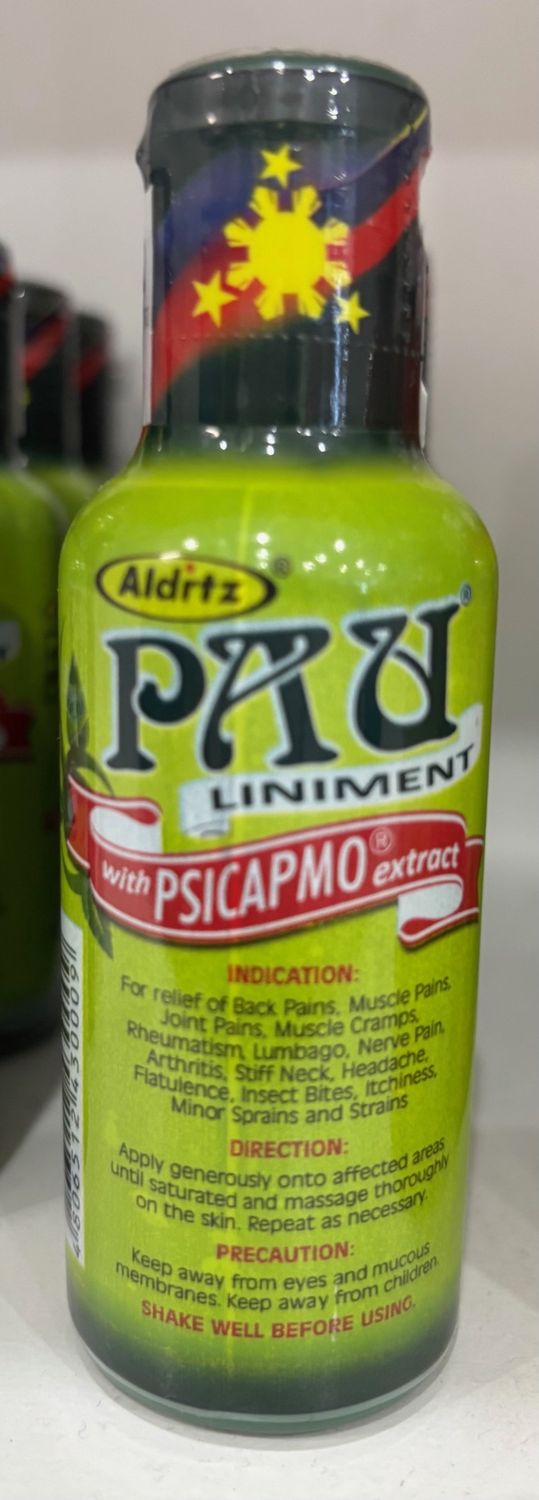 Aldrtz®
PAU®
LINIMENT
with PSICAPMO® extract
INDICATION:
For relief of Back Pains, Muscle Pains,
Joint Pains, Muscle Cramps,
Rheumatism, Lumbago, Nerve Pain,
Arthritis, Stiff Neck, Headache,
Flatulence, Insect Bites, Itchiness,
Minor Sprains and Strains
DIRECTION:
Apply generously onto affected areas
until saturated and massage thoroughly
on the skin. Repeat as necessary.
PRECAUTION:
Keep away from eyes and mucous
membranes. Keep away from children.
SHAKE WELL BEFORE USING.